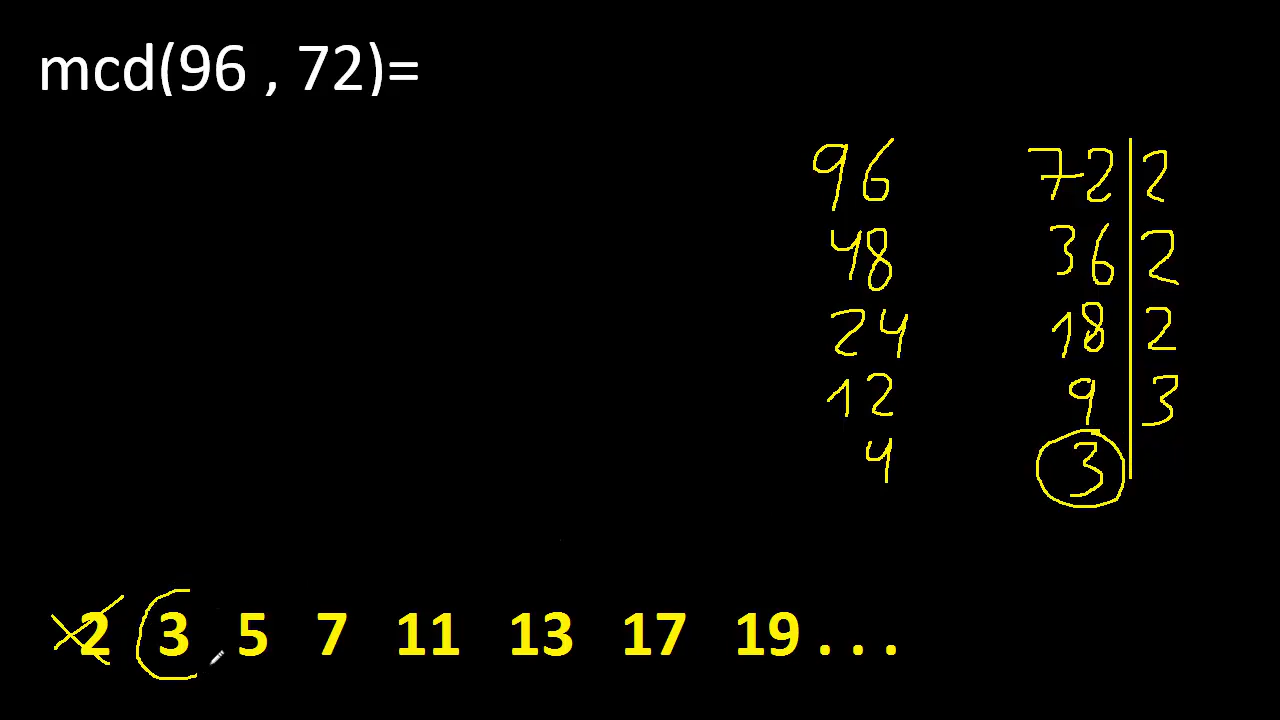 mcd(96 , 72)=
96 72 2
48 36 2
24 18 2
12 9 3
4 3
2 3 , 5 7 11 13 17 19 . . .